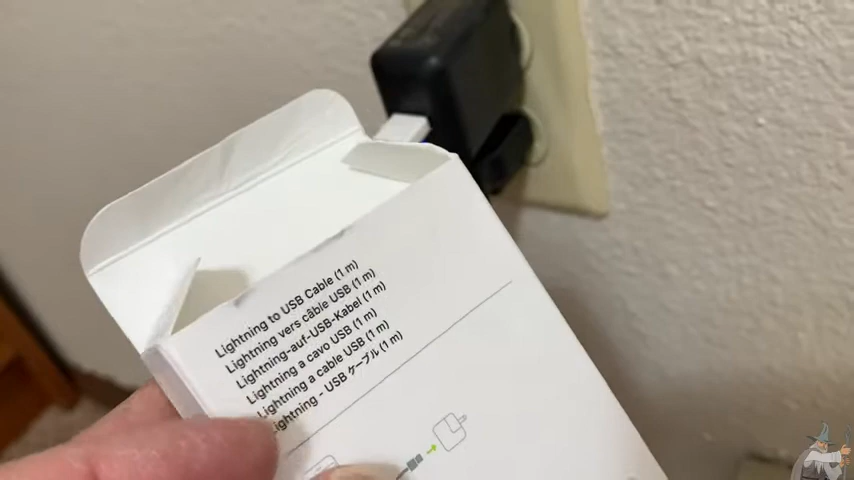 Lightning to USB Cable (1 m)
Lightning vers câble USB (1 m)
Lightning-auf-USB-Kabel (1 m)
Lightning a cavo USB (1 m)
Lightning a cable USB (1 m)
Lightning - USB ケーブル (1 m)